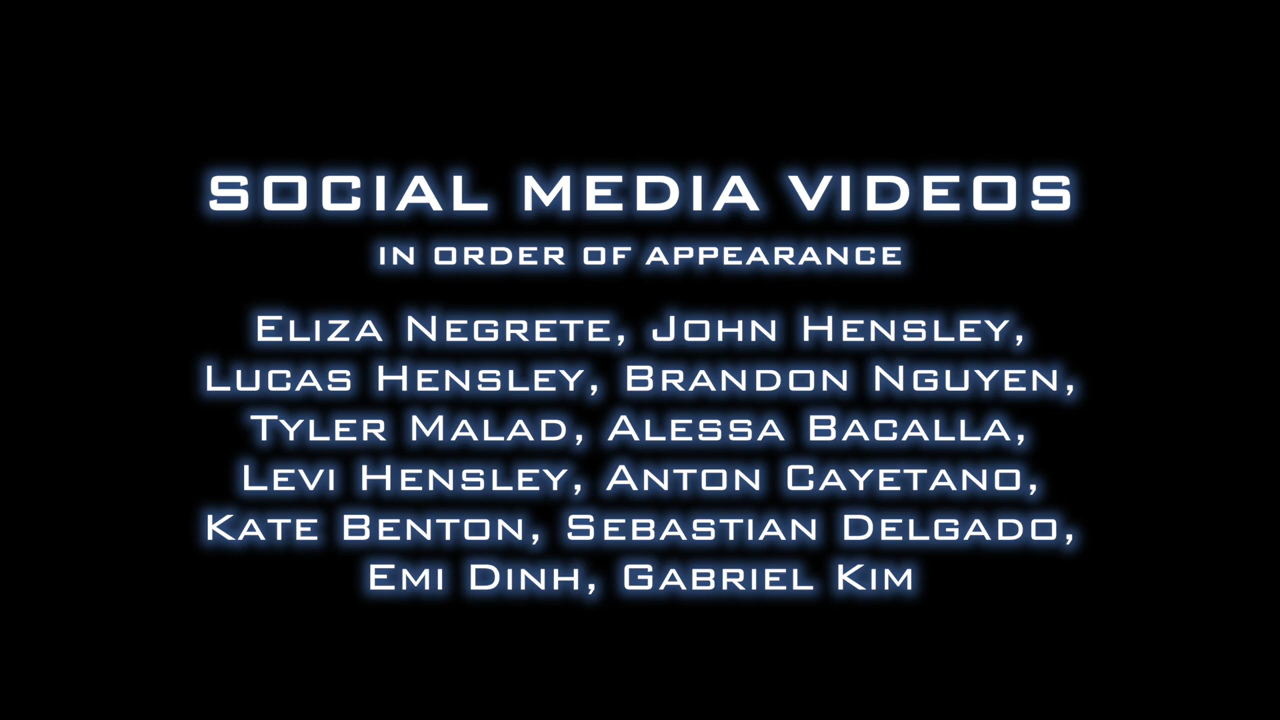 SOCIAL MEDIA VIDEOS
IN ORDER OF APPEARANCE
Eliza Negrete, John Hensley,
Lucas Hensley, Brandon Nguyen,
Tyler Malad, Alessa Bacalla,
Levi Hensley, Anton Cayetano,
Kate Benton, Sebastian Delgado,
Emi Dinh, Gabriel Kim